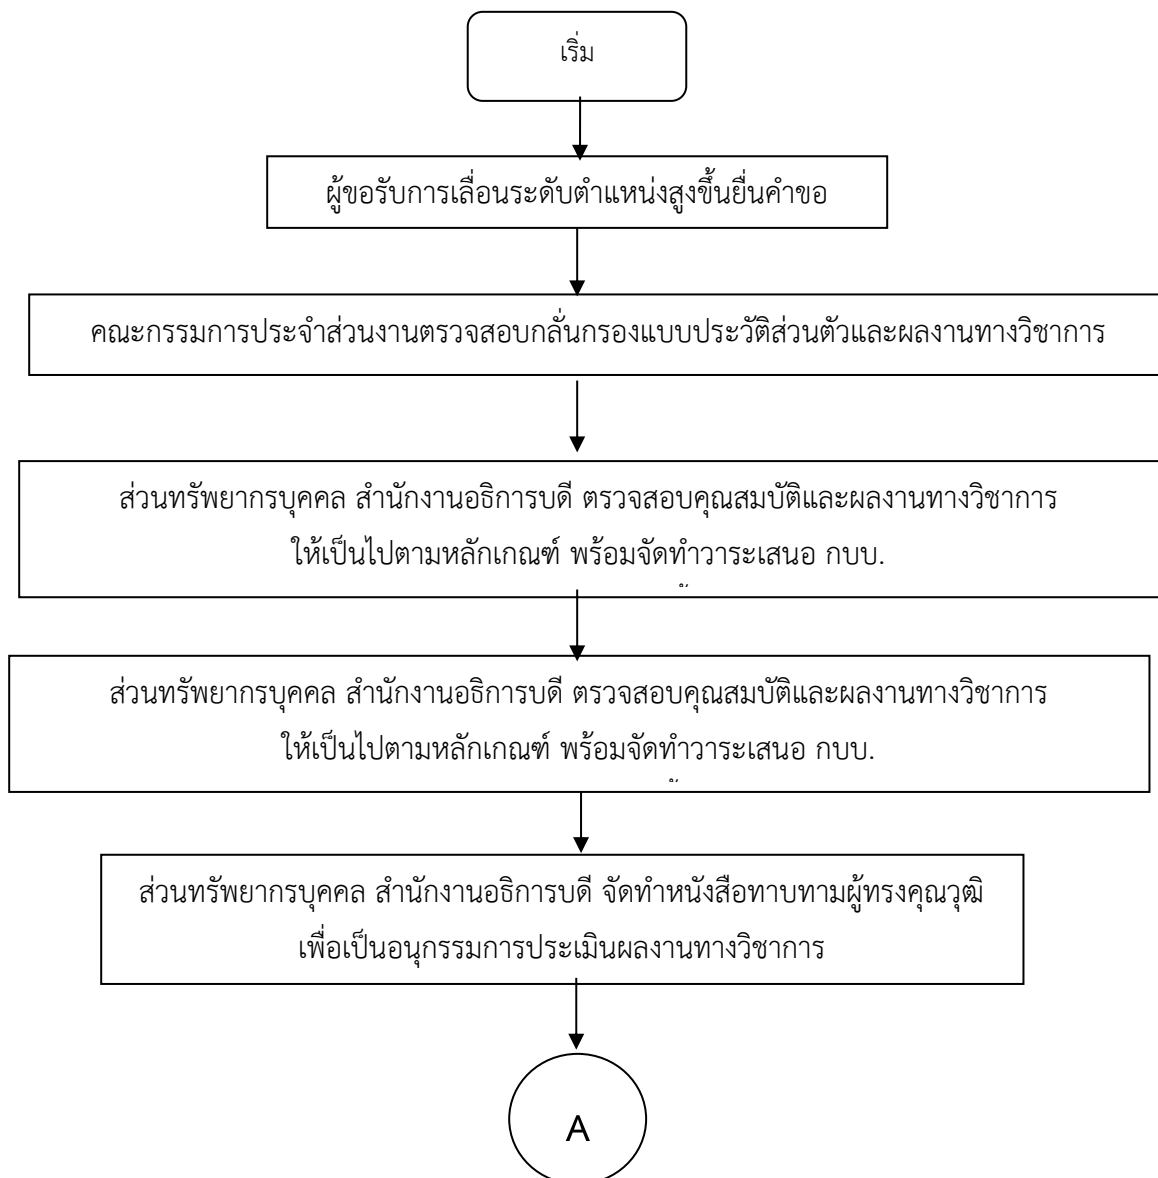 เริ่ม
ผู้ขอรับการเลื่อนระดับตำแหน่งสูงขึ้นยื่นคำขอ
คณะกรรมการประจำส่วนงานตรวจสอบกลั่นกรองแบบประวัติส่วนตัวและผลงานทางวิชาการ
ส่วนทรัพยากรบุคคล สำนักงานอธิการบดี ตรวจสอบคุณสมบัติและผลงานทางวิชาการ
ให้เป็นไปตามหลักเกณฑ์ พร้อมจัดทำวาระเสนอ กบบ.
ส่วนทรัพยากรบุคคล สำนักงานอธิการบดี ตรวจสอบคุณสมบัติและผลงานทางวิชาการ
ให้เป็นไปตามหลักเกณฑ์ พร้อมจัดทำวาระเสนอ กบบ.
ส่วนทรัพยากรบุคคล สำนักงานอธิการบดี จัดทำหนังสือทาบทามผู้ทรงคุณวุฒิ
เพื่อเป็นอนุกรรมการประเมินผลงานทางวิชาการ
A